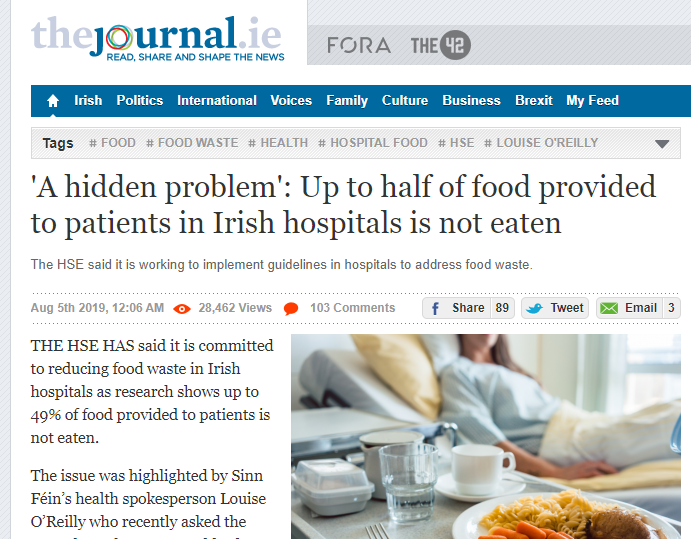 thejournal.ie
READ, SHARE AND SHAPE THE NEWS
FORA THE 42
Irish Politics International Voices Family Culture Business Brexit My Feed
Tags # FOOD # FOOD WASTE # HEALTH # HOSPITAL FOOD # HSE # LOUISE O'REILLY
'A hidden problem': Up to half of food provided
to patients in Irish hospitals is not eaten
The HSE said it is working to implement guidelines in hospitals to address food waste.
Aug 5th 2019, 12:06 AM 28,462 Views 103 Comments f Share 89 Tweet Email 3
THE HSE HAS said it is committed
to reducing food waste in Irish
hospitals as research shows up to
49% of food provided to patients is
not eaten.
The issue was highlighted by Sinn
Féin’s health spokesperson Louise
O’Reilly who recently asked the